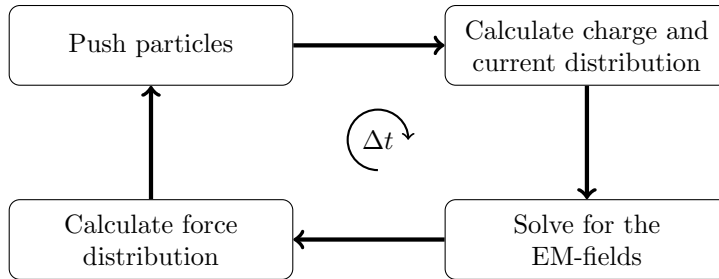 Push particles
Calculate charge and
current distribution
Δt
Calculate force
distribution
Solve for the
EM-fields